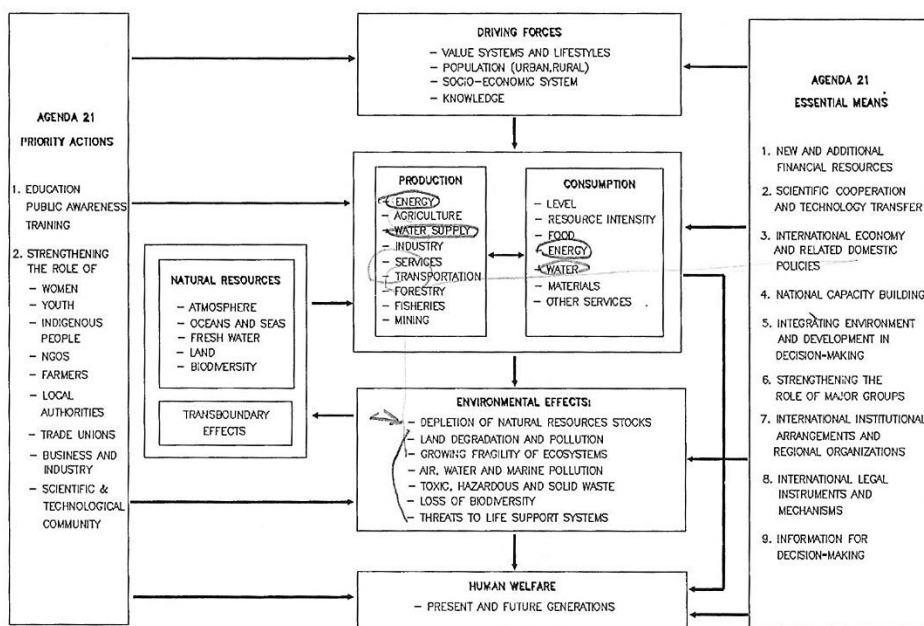 AGENDA 21
PRIORITY ACTIONS
1. EDUCATION
PUBLIC AWARENESS
TRAINING
2. STRENGTHENING
THE ROLE OF
– WOMEN
– YOUTH
– INDIGENOUS
PEOPLE
– NGOS
– FARMERS
– LOCAL
AUTHORITIES
– TRADE UNIONS
– BUSINESS AND
INDUSTRY
– SCIENTIFIC &
TECHNOLOGICAL
COMMUNITY
NATURAL RESOURCES
– ATMOSPHERE
– OCEANS AND SEAS
– FRESH WATER
– LAND
– BIODIVERSITY
TRANSBOUNDARY
EFFECTS
DRIVING FORCES
– VALUE SYSTEMS AND LIFESTYLES
– POPULATION (URBAN,RURAL)
– SOCIO-ECONOMIC SYSTEM
– KNOWLEDGE
PRODUCTION
– ENERGY
– AGRICULTURE
– WATER SUPPLY
– INDUSTRY
– SERVICES
– TRANSPORTATION
– FORESTRY
– FISHERIES
– MINING
CONSUMPTION
– LEVEL
– RESOURCE INTENSITY
– FOOD
– ENERGY
– WATER
– MATERIALS
– OTHER SERVICES
ENVIRONMENTAL EFFECTS:
– DEPLETION OF NATURAL RESOURCES STOCKS
– LAND DEGRADATION AND POLLUTION
– GROWING FRAGILITY OF ECOSYSTEMS
– AIR, WATER AND MARINE POLLUTION
– TOXIC, HAZARDOUS AND SOLID WASTE
– LOSS OF BIODIVERSITY
– THREATS TO LIFE SUPPORT SYSTEMS
HUMAN WELFARE
– PRESENT AND FUTURE GENERATIONS
AGENDA 21
ESSENTIAL MEANS
1. NEW AND ADDITIONAL
FINANCIAL RESOURCES
2. SCIENTIFIC COOPERATION
AND TECHNOLOGY TRANSFER
3. INTERNATIONAL ECONOMY
AND RELATED DOMESTIC
POLICIES
4. NATIONAL CAPACITY BUILDING
5. INTEGRATING ENVIRONMENT
AND DEVELOPMENT IN
DECISION-MAKING
6. STRENGTHENING THE
ROLE OF MAJOR GROUPS
7. INTERNATIONAL INSTITUTIONAL
ARRANGEMENTS AND
REGIONAL ORGANIZATIONS
8. INTERNATIONAL LEGAL
INSTRUMENTS AND
MECHANISMS
9. INFORMATION FOR
DECISION-MAKING